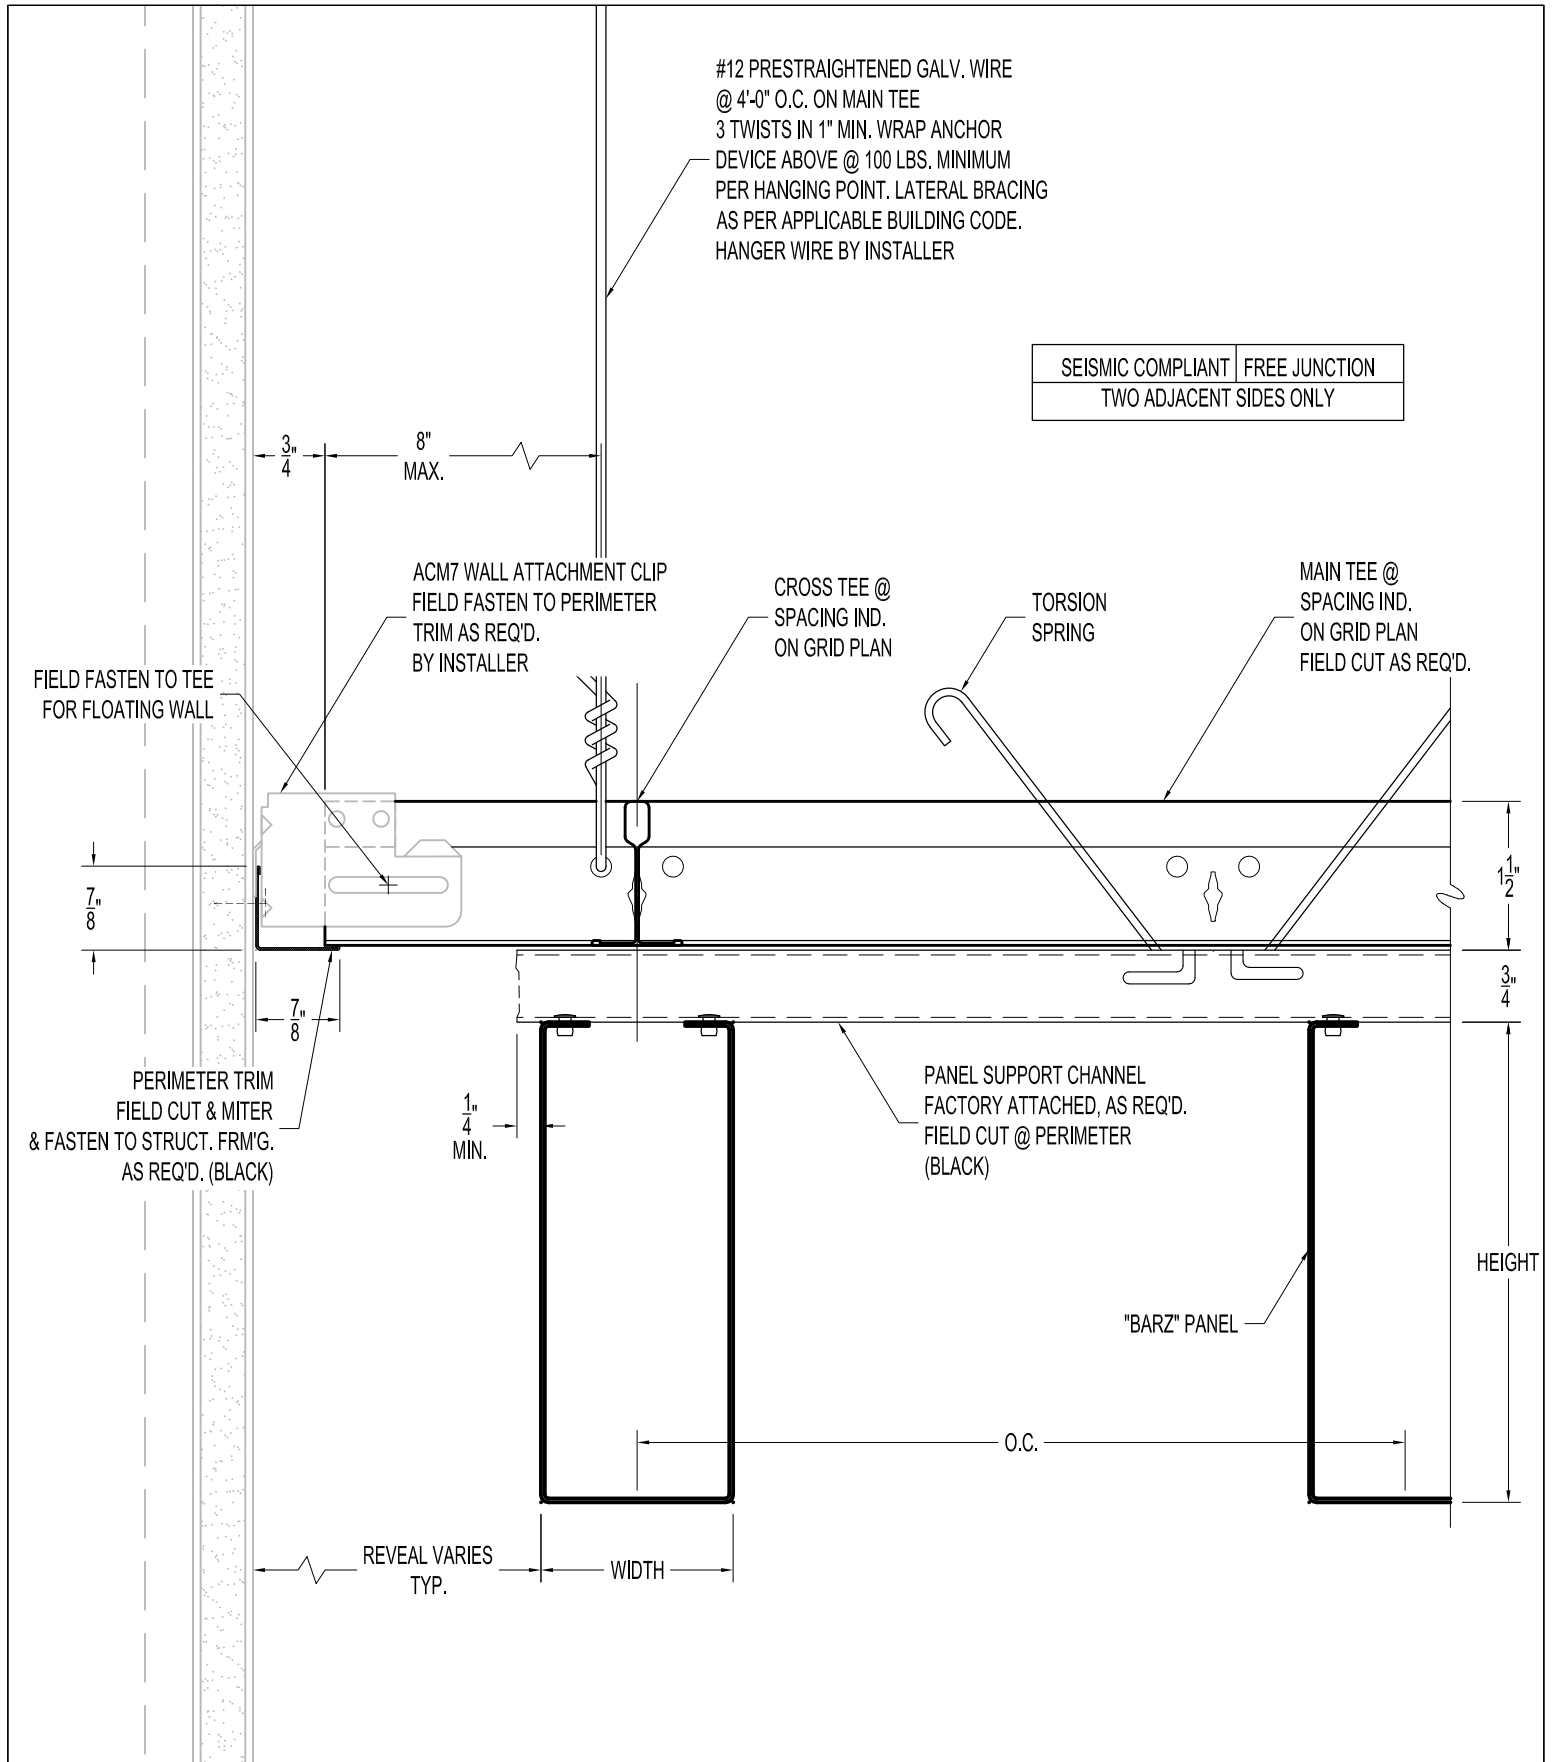 #12 PRESTRAIGHTENED GALV. WIRE
@ 4'-0" O.C. ON MAIN TEE
3 TWISTS IN 1" MIN. WRAP ANCHOR
DEVICE ABOVE @ 100 LBS. MINIMUM
PER HANGING POINT. LATERAL BRACING
AS PER APPLICABLE BUILDING CODE.
HANGER WIRE BY INSTALLER
SEISMIC COMPLIANT FREE JUNCTION
TWO ADJACENT SIDES ONLY
3/4"
8"
MAX.
ACM7 WALL ATTACHMENT CLIP
FIELD FASTEN TO PERIMETER
TRIM AS REQ'D.
BY INSTALLER
CROSS TEE @
SPACING IND.
ON GRID PLAN
TORSION
SPRING
MAIN TEE @
SPACING IND.
ON GRID PLAN
FIELD CUT AS REQ'D.
FIELD FASTEN TO TEE
FOR FLOATING WALL
7/8"
1 1/2"
3/4"
7/8"
PERIMETER TRIM
FIELD CUT & MITER
& FASTEN TO STRUCT. FRM'G.
AS REQ'D. (BLACK)
1/4"
MIN.
PANEL SUPPORT CHANNEL
FACTORY ATTACHED, AS REQ'D.
FIELD CUT @ PERIMETER
(BLACK)
HEIGHT
"BARZ" PANEL
O.C.
REVEAL VARIES
TYP.
WIDTH